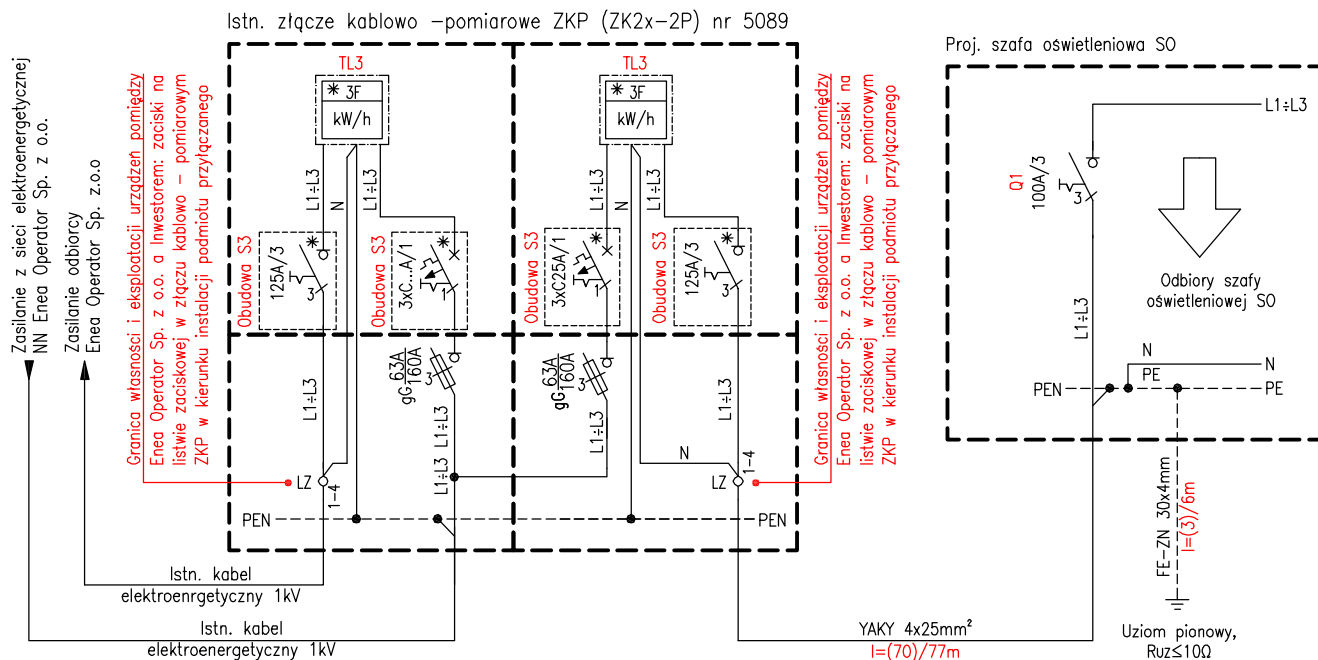 Istn. złącze kablowo –pomiarowe ZKP (ZK2x–2P) nr 5089
Zasilanie z sieci elektroenergetycznej
NN Enea Operator Sp. z o.o.
Zasilanie odbiorcy
Enea Operator Sp. z.o.o
Granica własności i eksploatacji urządzeń pomiędzy
Enea Operator Sp. z o.o. a Inwestorem: zaciski na
listwie zaciskowej w złączu kablowo – pomiarowym
ZKP w kierunku instalacji podmiotu przyłączanego
TL3
* 3F
kW/h
L1÷L3
N
L1÷L3
Obudowa S3
125A/3
*
3
Obudowa S3
3xC..A/1
*
1
L1÷L3
gG 63A
160A
3
L1÷L3
L1÷L3
LZ
1–4
PEN
TL3
* 3F
kW/h
L1÷L3
N
L1÷L3
Obudowa S3
3xC25A/1
*
1
Obudowa S3
125A/3
*
3
gG 63A
160A
3
L1÷L3
L1÷L3
N
LZ
1–4
PEN
Granica własności i eksploatacji urządzeń pomiędzy
Enea Operator Sp. z o.o. a Inwestorem: zaciski na
listwie zaciskowej w złączu kablowo – pomiarowym
ZKP w kierunku instalacji podmiotu przyłączanego
Istn. kabel
elektroenrgetyczny 1kV
Istn. kabel
elektroenergetyczny 1kV
YAKY 4x25mm²
l=(70)/77m
Proj. szafa oświetleniowa SO
L1÷L3
Q1
100A/3
3
Odbiory szafy
oświetleniowej SO
L1÷L3
N
N
PE
PEN
PE
FE–ZN 30x4mm
l=(3)/6m
Uziom pionowy,
Ruz≤10Ω